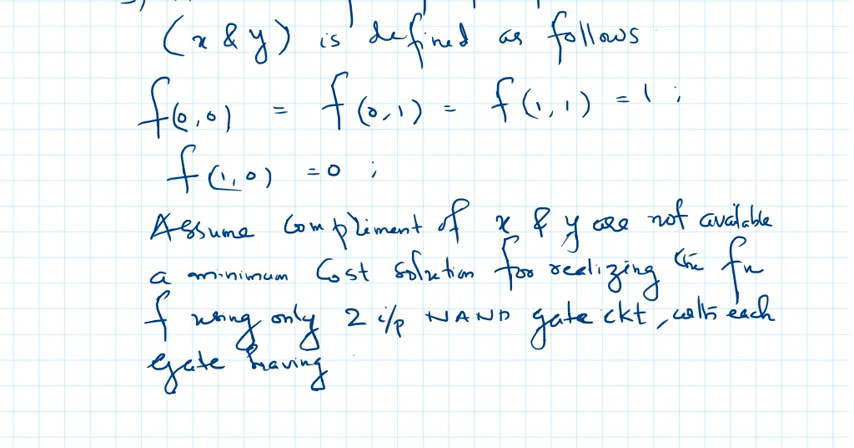 (x & y) is defined as follows
f(0,0) = f(0,1) = f(1,1) = 1 ;
f(1,0) = 0 ;
Assume Compliment of x & y are not available
a minimum Cost solution for realizing the fn
f using only 2 i/p NAND gate ckt, with each
gate having